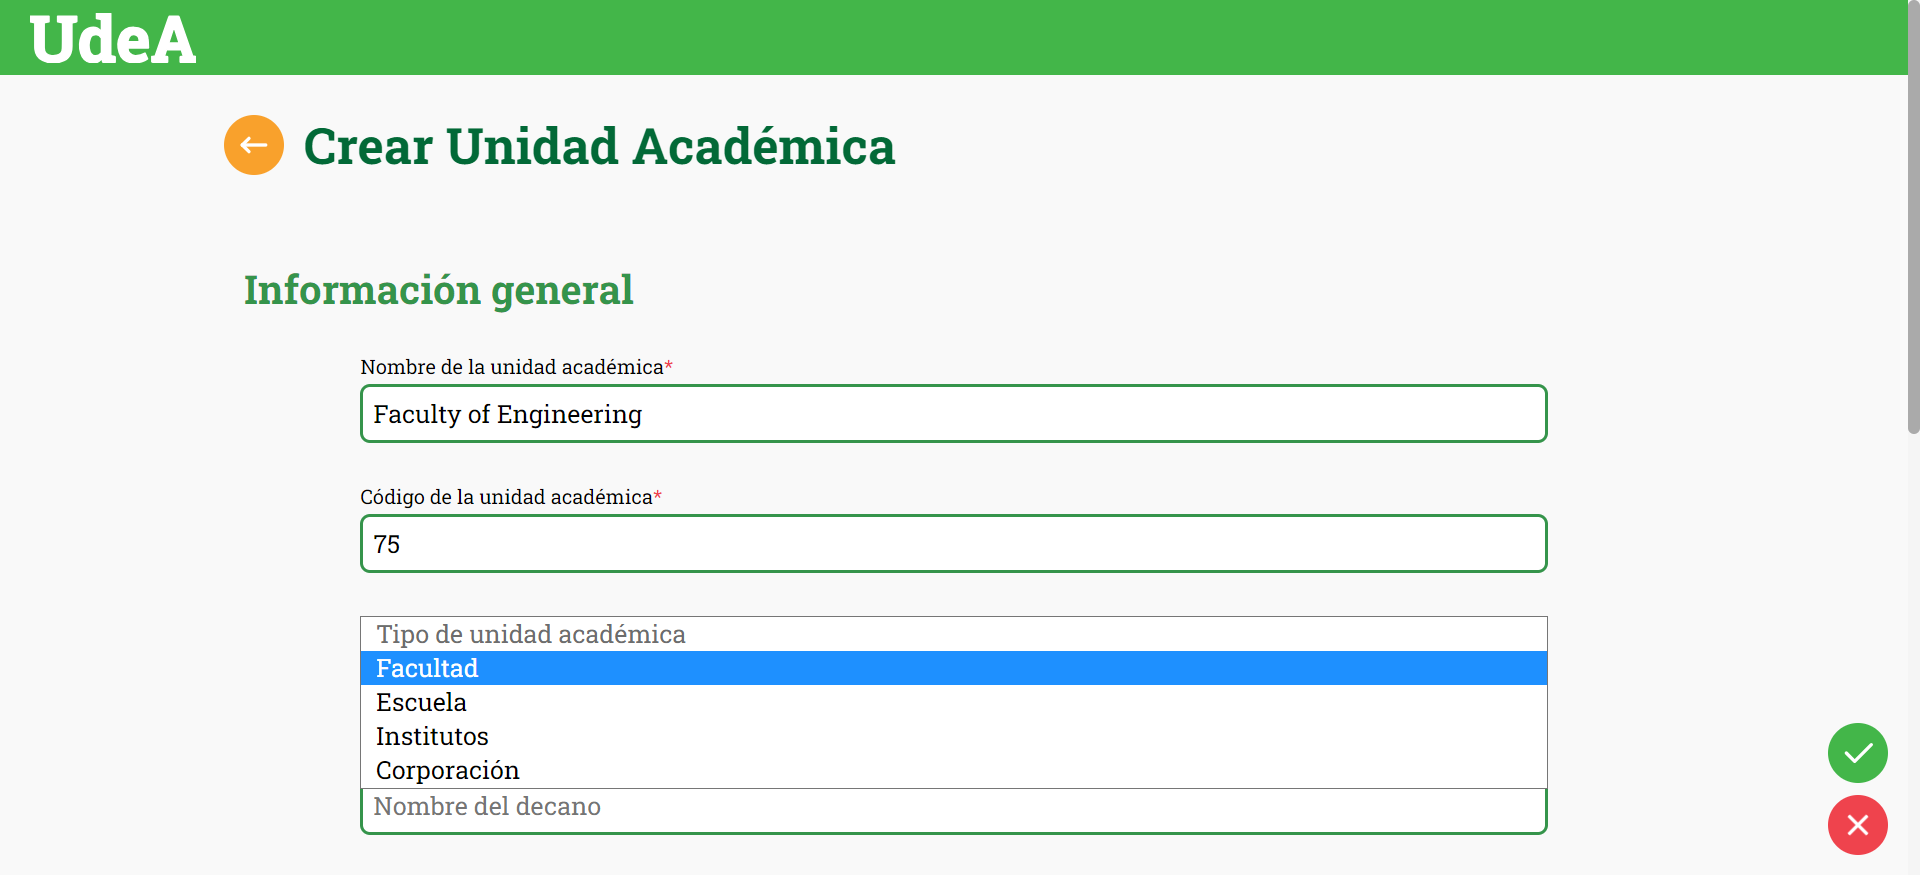 UdeA
Crear Unidad Académica
Información general
Nombre de la unidad académica*
Faculty of Engineering
Código de la unidad académica*
75
Tipo de unidad académica
Facultad
Escuela
Institutos
Corporación
Nombre del decano